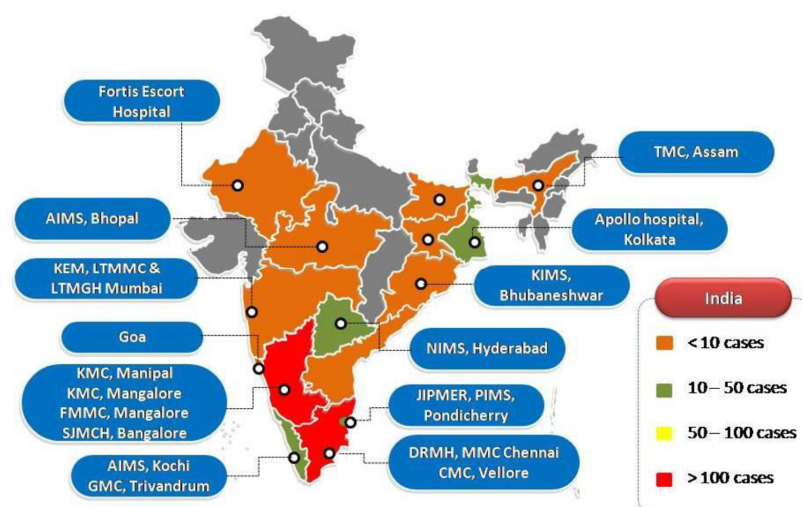 Fortis Escort
Hospital
TMC, Assam
AIMS, Bhopal
Apollo hospital,
Kolkata
KEM, LTMMC &
LTMGH Mumbai
KIMS,
Bhubaneshwar
India
Goa
NIMS, Hyderabad
< 10 cases
KMC, Manipal
KMC, Mangalore
FMMC, Mangalore
SJMCH, Bangalore
JIPMER, PIMS,
Pondicherry
10 – 50 cases
50 – 100 cases
AIMS, Kochi
GMC, Trivandrum
DRMH, MMC Chennai
CMC, Vellore
> 100 cases